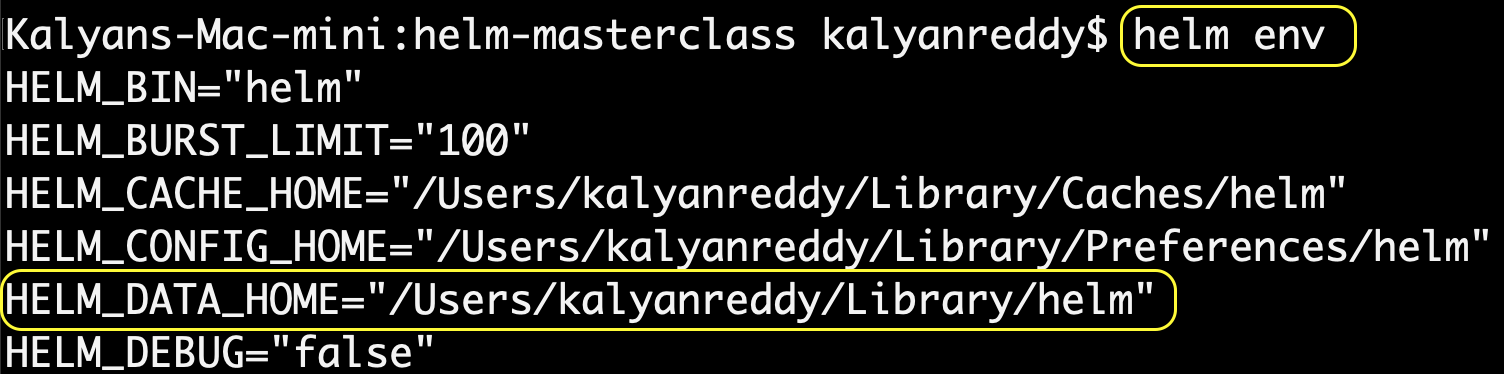 Kalyans-Mac-mini:helm-masterclass kalyanreddy$ helm env
HELM_BIN="helm"
HELM_BURST_LIMIT="100"
HELM_CACHE_HOME="/Users/kalyanreddy/Library/Caches/helm"
HELM_CONFIG_HOME="/Users/kalyanreddy/Library/Preferences/helm"
HELM_DATA_HOME="/Users/kalyanreddy/Library/helm"
HELM_DEBUG="false"